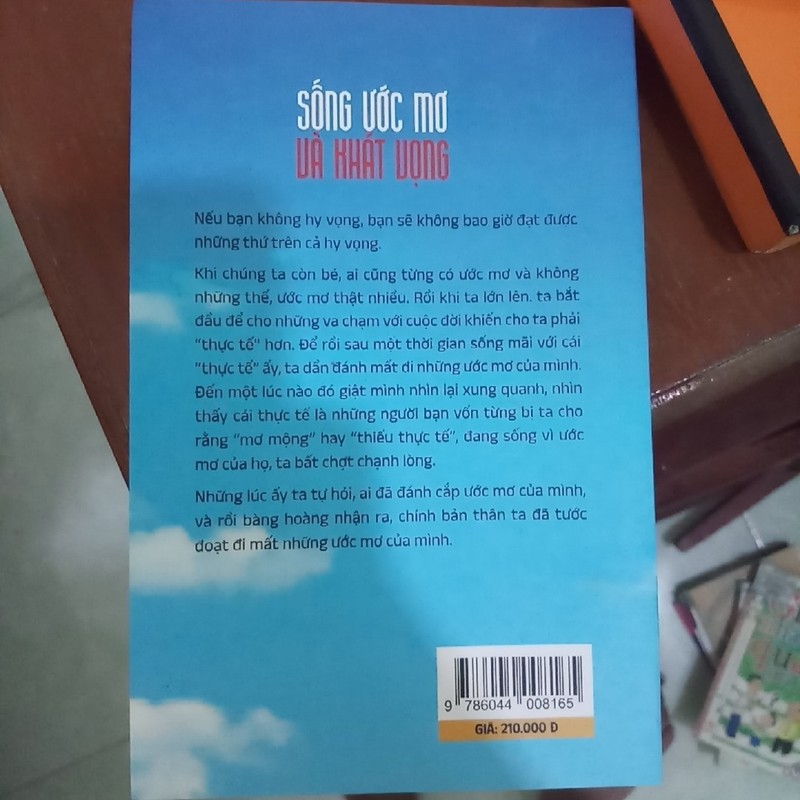 SỐNG ƯỚC MƠ
VÀ KHÁT VỌNG
Nếu bạn không hy vọng, bạn sẽ không bao giờ đạt được
những thứ trên cả hy vọng.
Khi chúng ta còn bé, ai cũng từng có ước mơ và không
những thế, ước mơ thật nhiều. Rồi khi ta lớn lên, ta bắt
đầu để cho những va chạm với cuộc đời khiến cho ta phải
"thực tế" hơn. Để rồi sau một thời gian sống mãi với cái
"thực tế" ấy, ta dần đánh mất đi những ước mơ của mình.
Đến một lúc nào đó giật mình nhìn lại xung quanh, nhìn
thấy cái thực tế là những người bạn vốn từng bị ta cho
rằng "mơ mộng" hay "thiếu thực tế", đang sống vì ước
mơ của họ, ta bất chợt chạnh lòng.
Những lúc ấy ta tự hỏi, ai đã đánh cắp ước mơ của mình,
và rồi bàng hoàng nhận ra, chính bản thân ta đã tước
đoạt đi mất những ước mơ của mình.
9 786044 008165
GIÁ: 210.000 Đ